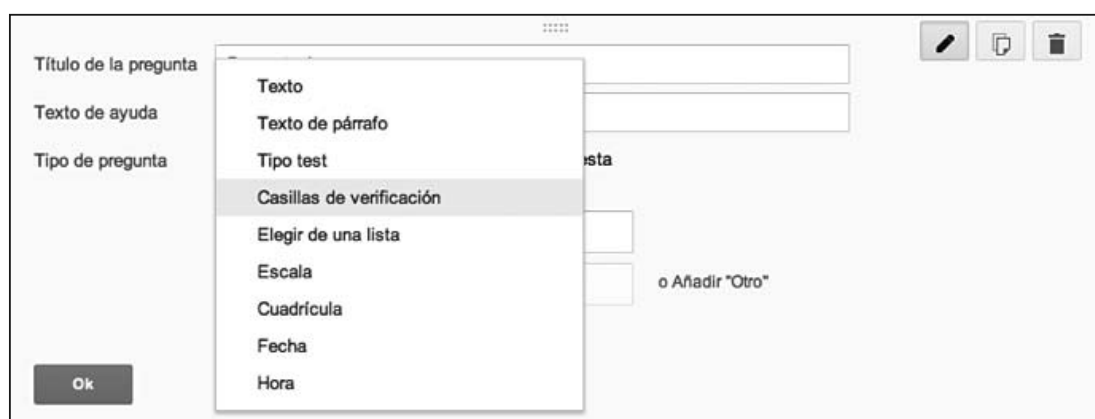 Título de la pregunta
Texto de ayuda
Tipo de pregunta
Texto
Texto de párrafo
Tipo test
Casillas de verificación
Elegir de una lista
Escala
Cuadrícula
Fecha
Hora
o Añadir "Otro"
Ok